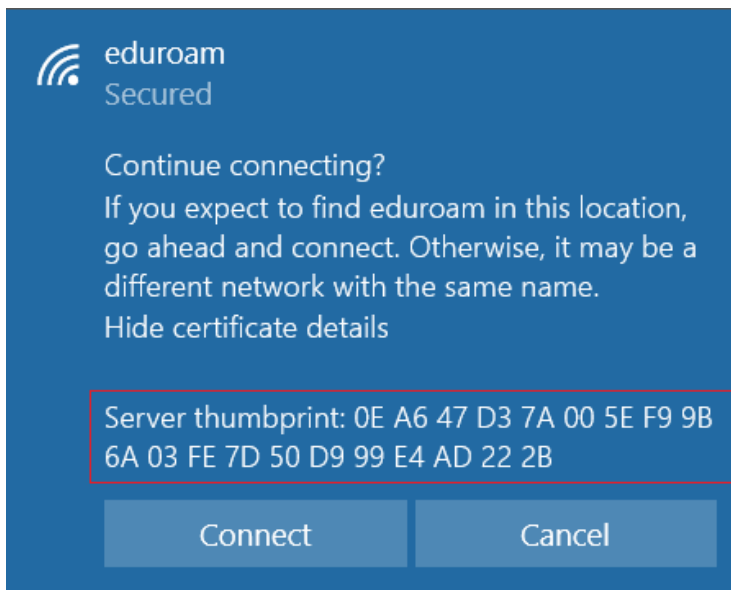 eduroam
Secured
Continue connecting?
If you expect to find eduroam in this location,
go ahead and connect. Otherwise, it may be a
different network with the same name.
Hide certificate details
Server thumbprint: 0E A6 47 D3 7A 00 5E F9 9B
6A 03 FE 7D 50 D9 99 E4 AD 22 2B
Connect
Cancel